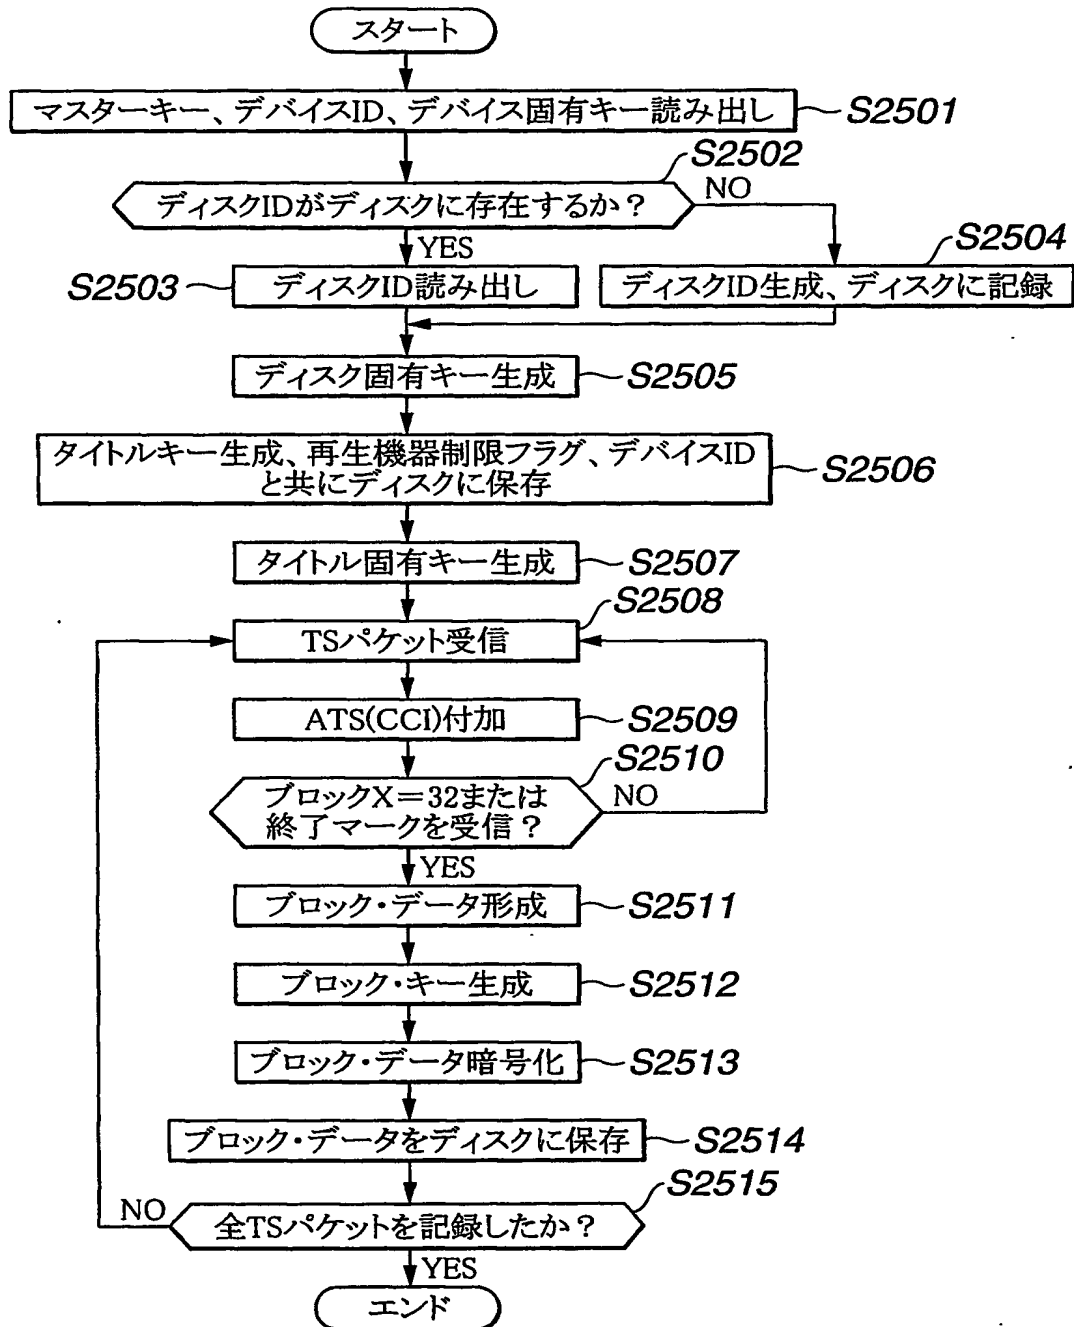 スタート
マスターキー、デバイスID、デバイス固有キー読み出し
S2501
S2502
ディスクIDがディスクに存在するか？
NO
YES
S2503
ディスクID読み出し
S2504
ディスクID生成、ディスクに記録
ディスク固有キー生成
S2505
タイトルキー生成、再生機器制限フラグ、デバイスID
と共にディスクに保存
S2506
タイトル固有キー生成
S2507
S2508
TSパケット受信
ATS(CCI)付加
S2509
S2510
ブロックX＝32または
終了マークを受信？
NO
YES
ブロック・データ形成
S2511
ブロック・キー生成
S2512
ブロック・データ暗号化
S2513
ブロック・データをディスクに保存
S2514
S2515
NO
全TSパケットを記録したか？
YES
エンド